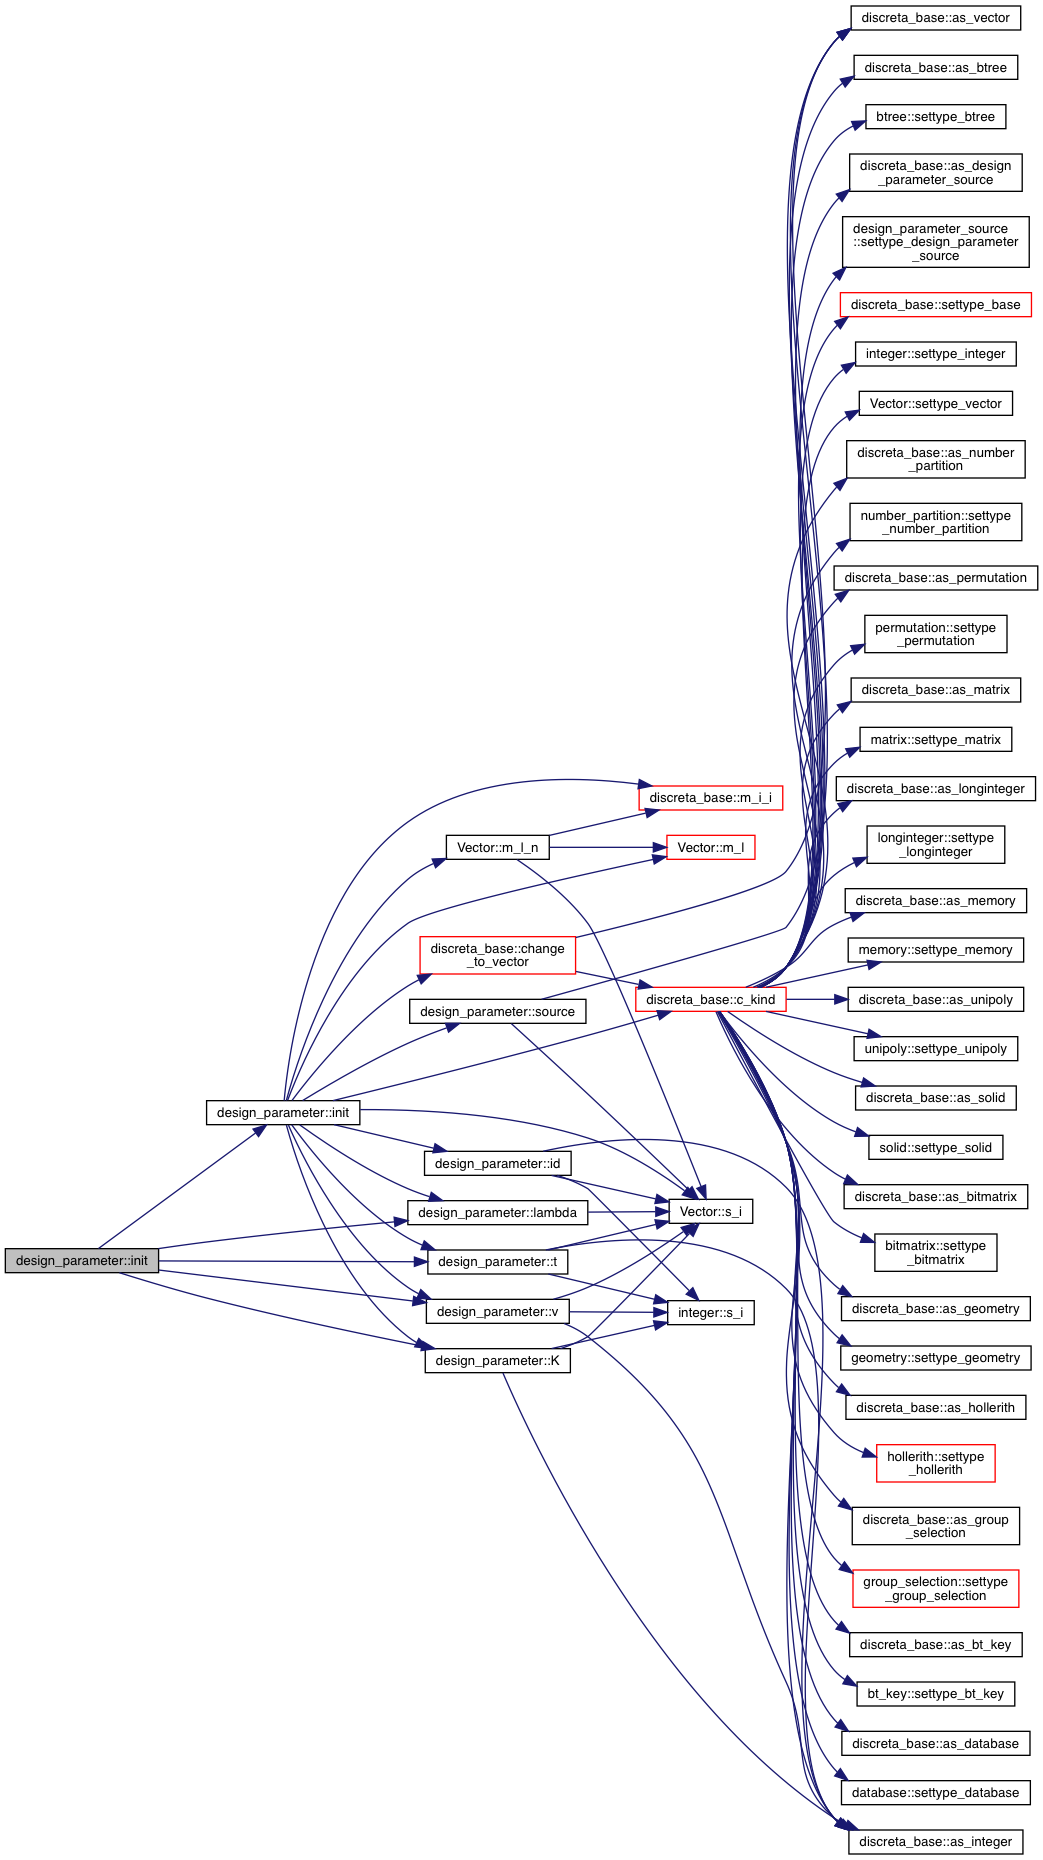 discreta_base::as_vector
discreta_base::as_btree
btree::settype_btree
discreta_base::as_design
_parameter_source
design_parameter_source
::settype_design_parameter
_source
discreta_base::settype_base
integer::settype_integer
Vector::settype_vector
discreta_base::as_number
_partition
number_partition::settype
_number_partition
discreta_base::as_permutation
permutation::settype
_permutation
discreta_base::as_matrix
matrix::settype_matrix
discreta_base::m_i_i
discreta_base::as_longinteger
Vector::m_l_n
Vector::m_l
longinteger::settype
_longinteger
discreta_base::as_memory
discreta_base::change
_to_vector
memory::settype_memory
discreta_base::c_kind
discreta_base::as_unipoly
design_parameter::source
unipoly::settype_unipoly
discreta_base::as_solid
design_parameter::init
solid::settype_solid
design_parameter::id
discreta_base::as_bitmatrix
design_parameter::lambda
Vector::s_i
bitmatrix::settype
_bitmatrix
design_parameter::init
design_parameter::t
discreta_base::as_geometry
design_parameter::v
integer::s_i
geometry::settype_geometry
design_parameter::K
discreta_base::as_hollerith
hollerith::settype
_hollerith
discreta_base::as_group
_selection
group_selection::settype
_group_selection
discreta_base::as_bt_key
bt_key::settype_bt_key
discreta_base::as_database
database::settype_database
discreta_base::as_integer